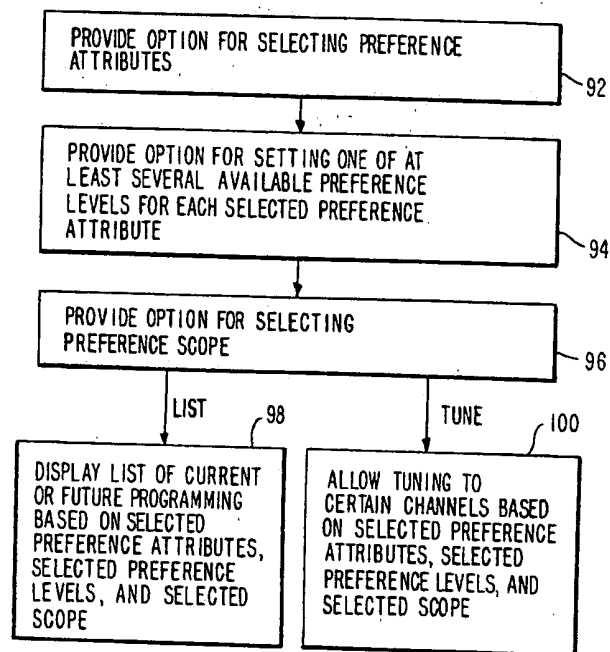 PROVIDE OPTION FOR SELECTING PREFERENCE
ATTRIBUTES
92
PROVIDE OPTION FOR SETTING ONE OF AT
LEAST SEVERAL AVAILABLE PREFERENCE
LEVELS FOR EACH SELECTED PREFERENCE
ATTRIBUTE
94
PROVIDE OPTION FOR SELECTING
PREFERENCE SCOPE
96
LIST
98
TUNE
100
DISPLAY LIST OF CURRENT
OR FUTURE PROGRAMMING
BASED ON SELECTED
PREFERENCE ATTRIBUTES,
SELECTED PREFERENCE
LEVELS, AND SELECTED
SCOPE
ALLOW TUNING TO
CERTAIN CHANNELS BASED
ON SELECTED PREFERENCE
ATTRIBUTES, SELECTED
PREFERENCE LEVELS, AND
SELECTED SCOPE